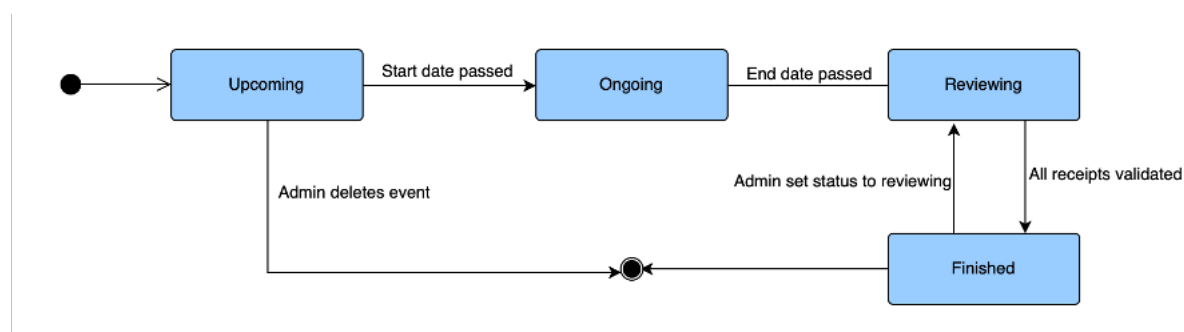 Upcoming
Start date passed
Ongoing
End date passed
Reviewing
Admin deletes event
Admin set status to reviewing
All receipts validated
Finished